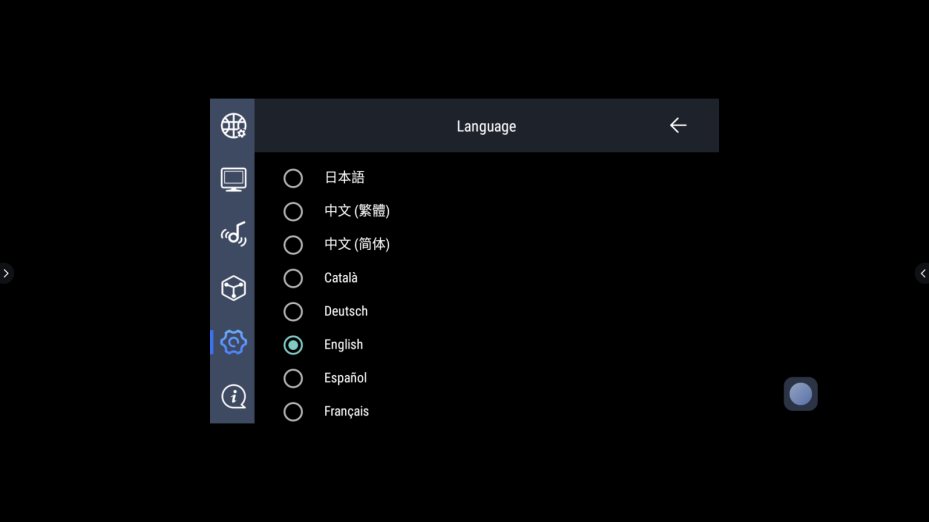 Language
日本語
中文 (繁體)
中文 (简体)
Català
Deutsch
English
Español
Français